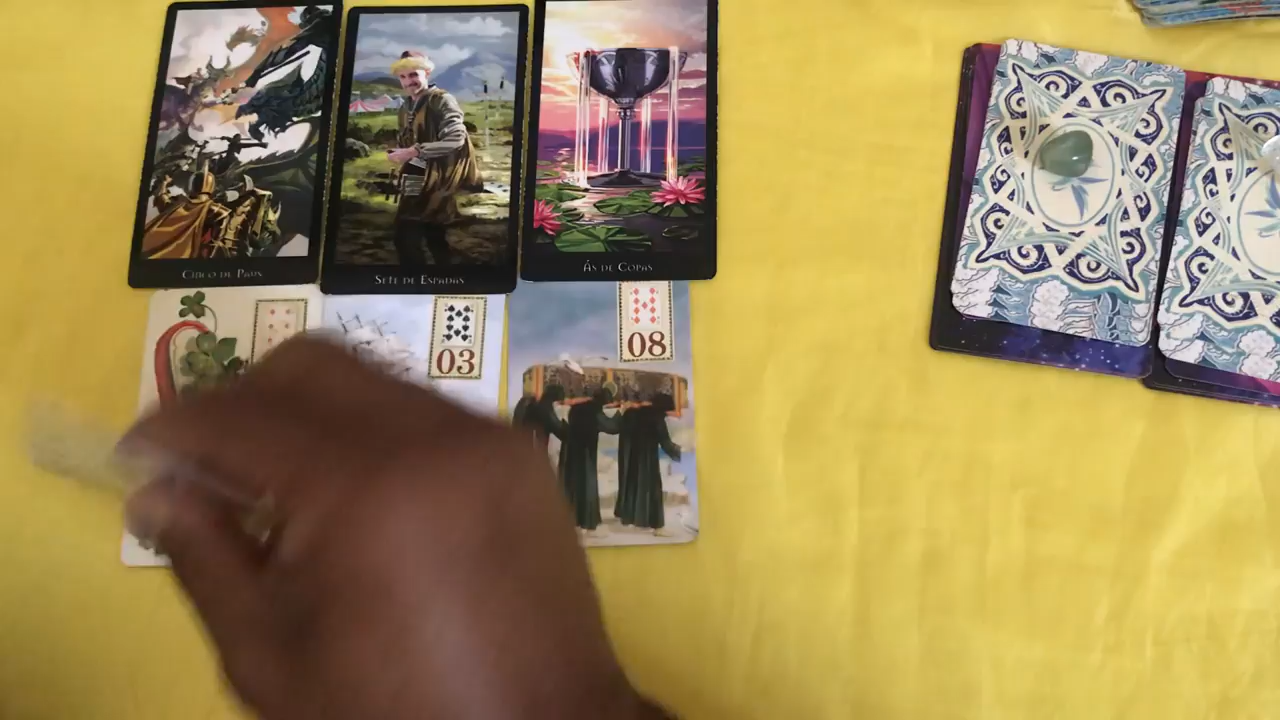 CINCO DE PAUS
SETE DE ESPADAS
ÁS DE COPAS
03
08